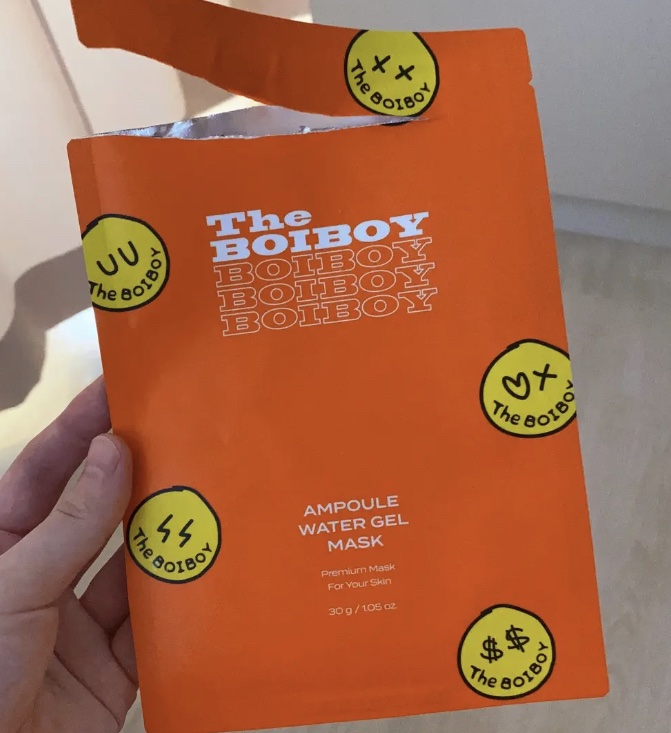 The BOIBOY
The
BOIBOY
BOIBOY
BOIBOY
BOIBOY
The BOIBOY
The BOIBOY
AMPOULE
WATER GEL
MASK
Premium Mask
For Your Skin
30 g / 1.05 oz.
The BOIBOY
$ $
The BOIBOY